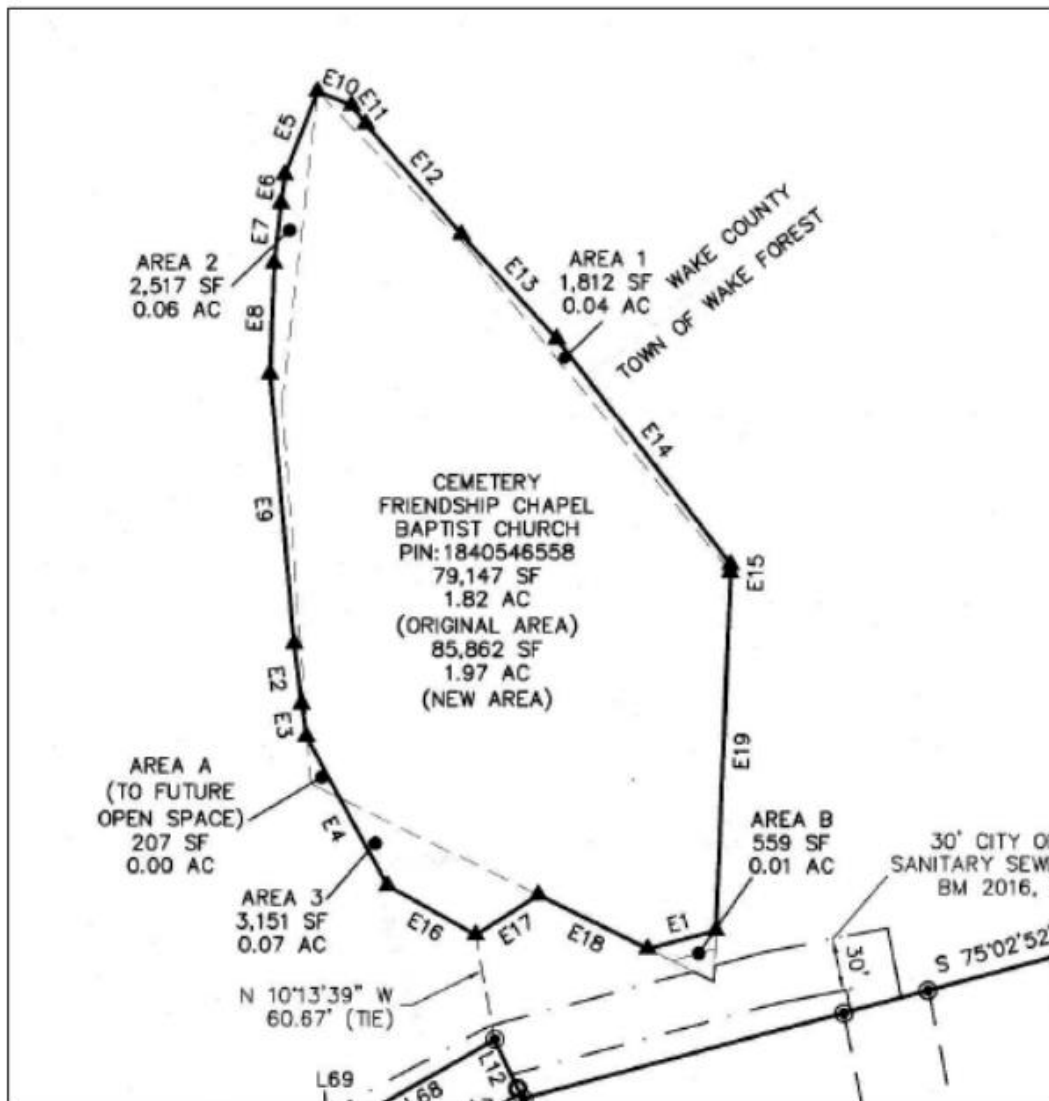 E10
E11
E5
E12
E6
E7
AREA 2
2,517 SF
0.06 AC
E13
AREA 1
1,812 SF
0.04 AC
WAKE COUNTY
TOWN OF WAKE FOREST
E8
E14
E9
CEMETERY
FRIENDSHIP CHAPEL
BAPTIST CHURCH
PIN:1840546558
79,147 SF
1.82 AC
(ORIGINAL AREA)
85,862 SF
1.97 AC
(NEW AREA)
E15
E2
E3
E19
AREA A
(TO FUTURE
OPEN SPACE)
207 SF
0.00 AC
E4
AREA B
559 SF
0.01 AC
30' CITY O
SANITARY SEW
BM 2016,
AREA 3
3,151 SF
0.07 AC
E16
E17
E18
E1
30'
S 75°02'52"
N 10°13'39" W
60.67' (TIE)
L12
L69
L68